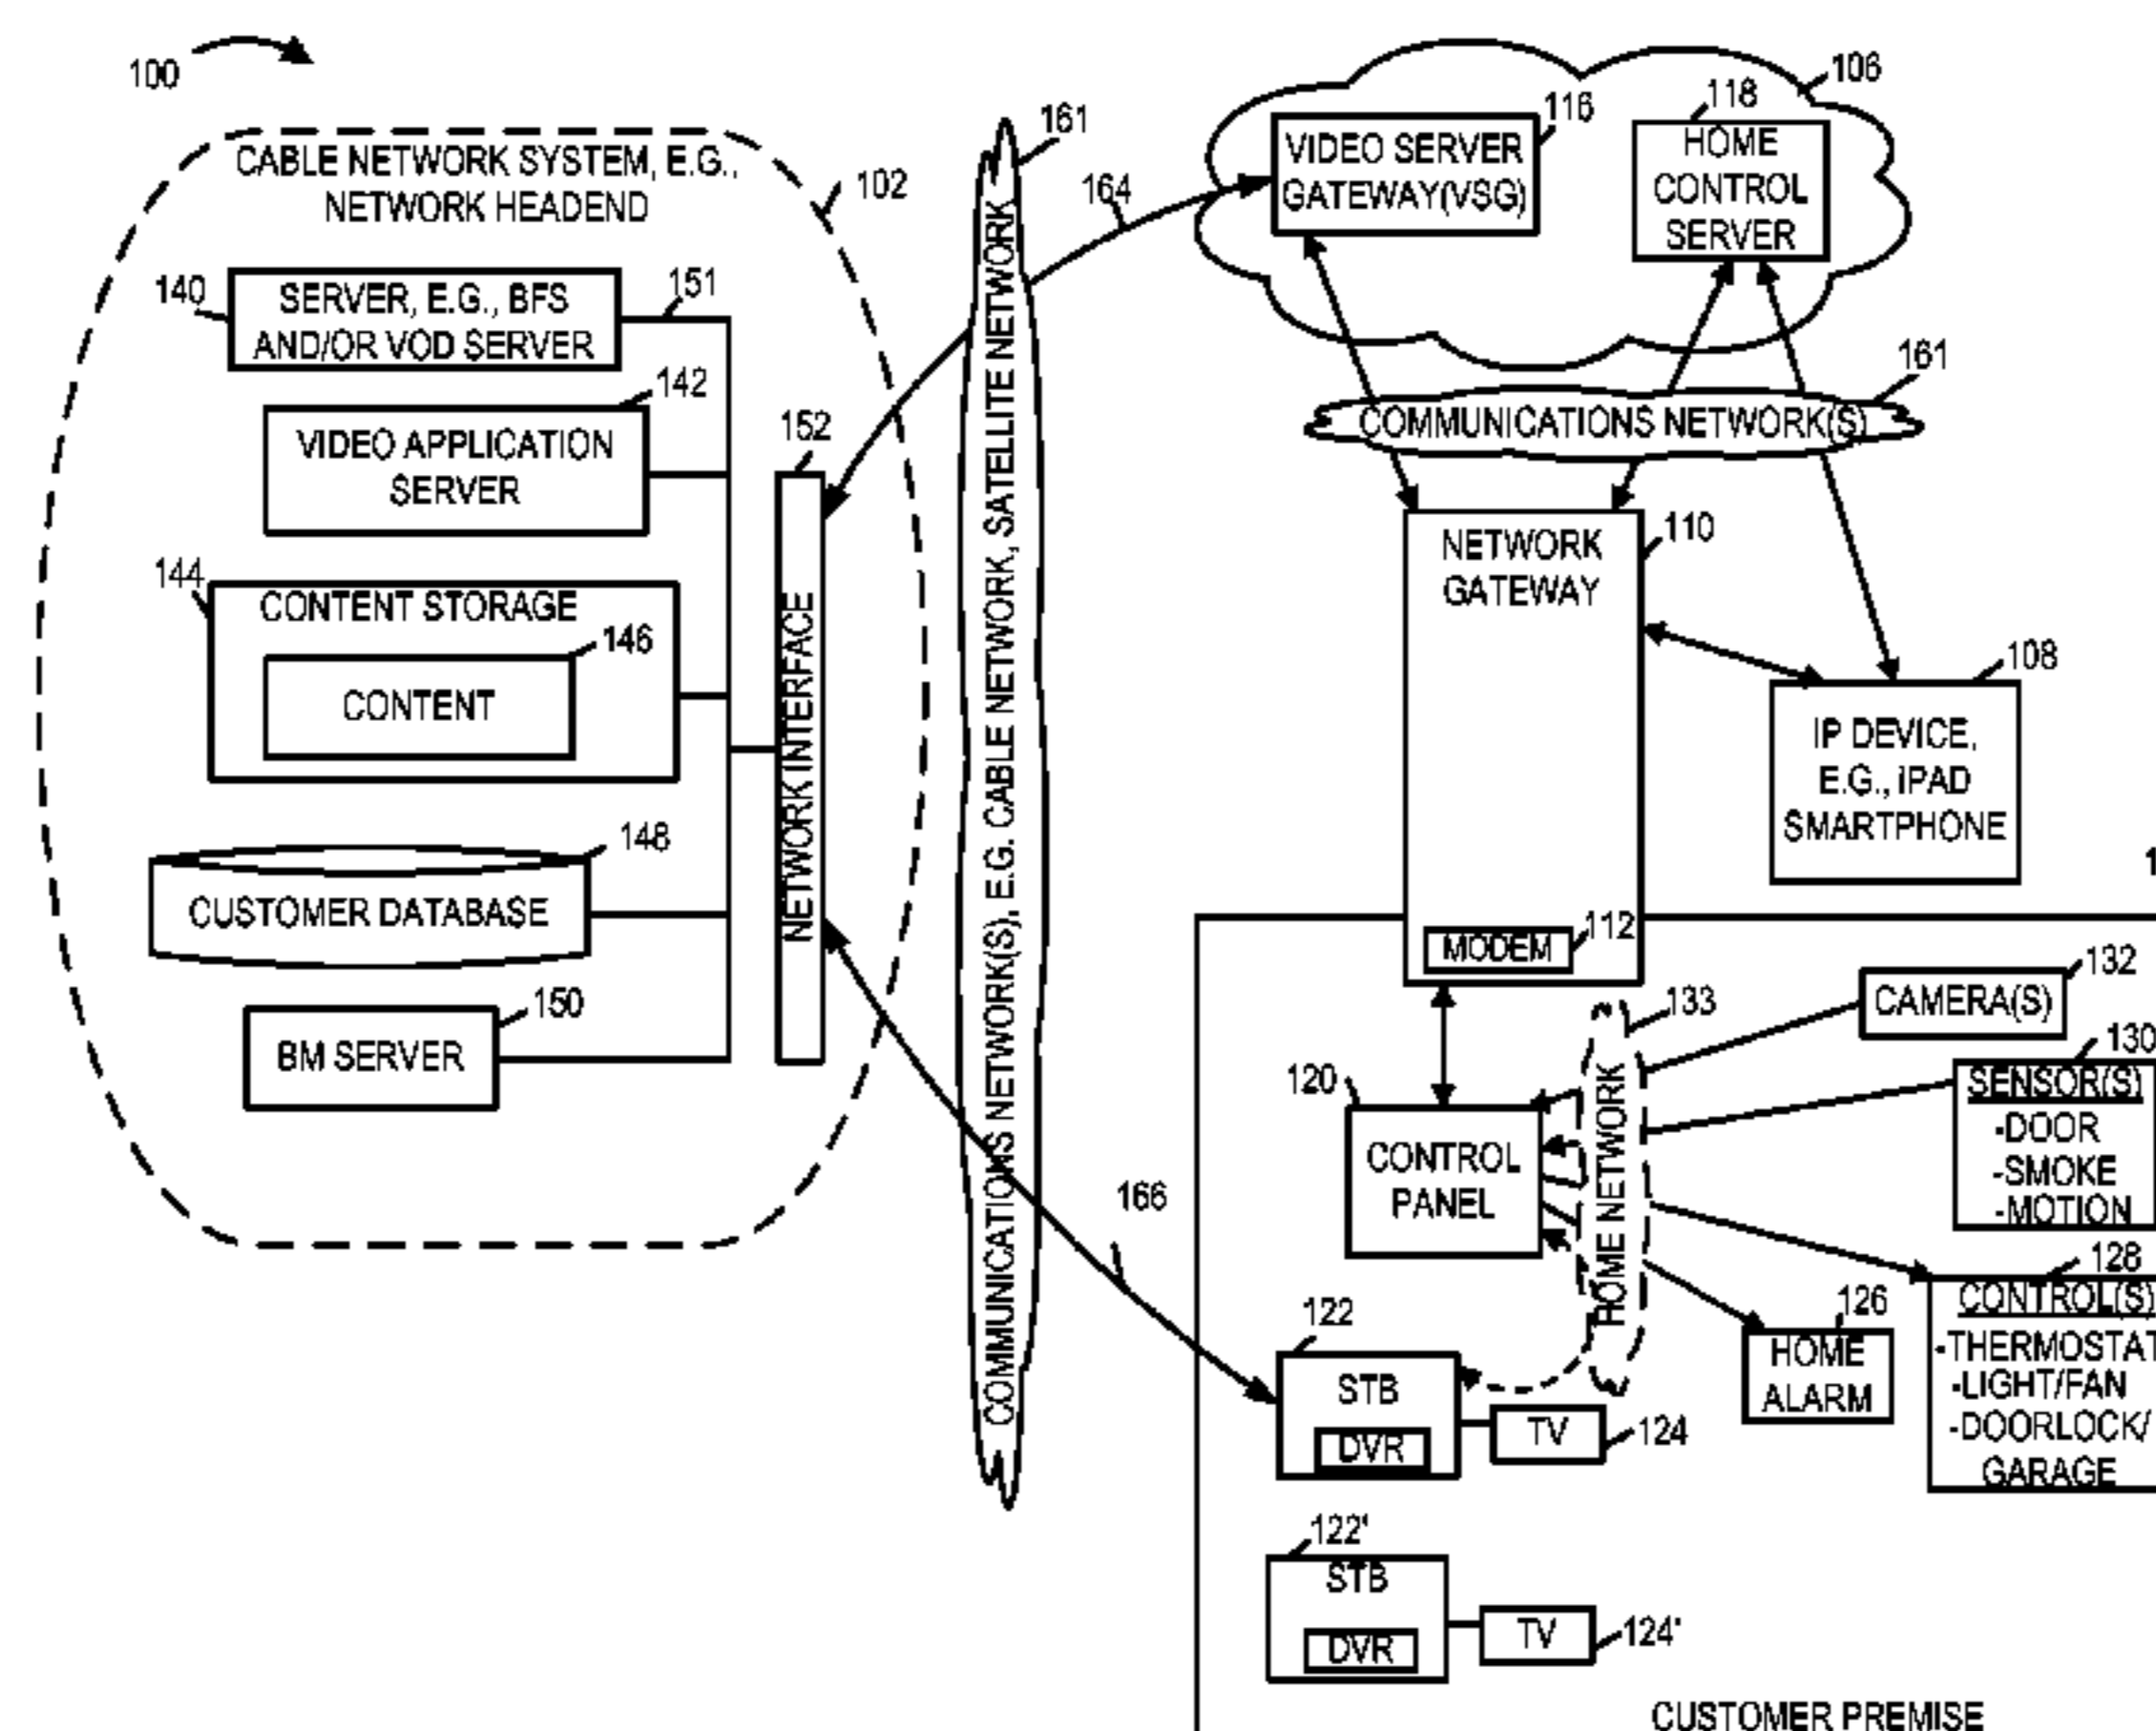 100
CABLE NETWORK SYSTEM, E.G.,
NETWORK HEADEND
102
140
SERVER, E.G., BFS
AND/OR VOD SERVER
151
142
VIDEO APPLICATION
SERVER
144
CONTENT STORAGE
146
CONTENT
148
CUSTOMER DATABASE
150
BM SERVER
152
NETWORK INTERFACE
161
COMMUNICATIONS NETWORK(S), E.G. CABLE NETWORK, SATELLITE NETWORK
164
166
106
116
VIDEO SERVER
GATEWAY(VSG)
118
HOME
CONTROL
SERVER
161
COMMUNICATIONS NETWORK(S)
110
NETWORK
GATEWAY
108
IP DEVICE,
E.G., iPAD
SMARTPHONE
112
MODEM
132
CAMERA(S)
133
HOME NETWORK
130
SENSOR(S)
-DOOR
-SMOKE
-MOTION
120
CONTROL
PANEL
128
CONTROL(S)
-THERMOSTAT
-LIGHT/FAN
-DOORLOCK/
GARAGE
126
HOME
ALARM
122
STB
DVR
TV
124
122'
STB
DVR
TV
124'
CUSTOMER PREMISE